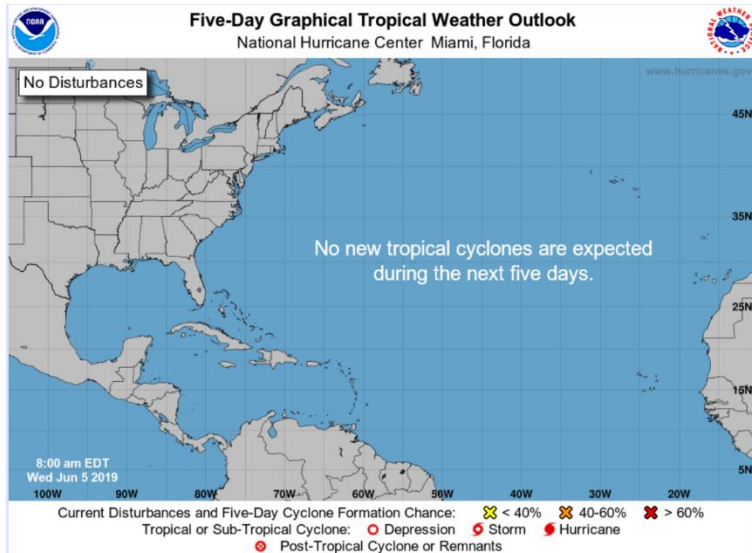 Five-Day Graphical Tropical Weather Outlook
National Hurricane Center Miami, Florida
NOAA
No Disturbances
www.hurricanes.gov
45N
35N
No new tropical cyclones are expected
during the next five days.
25N
15N
8:00 am EDT
Wed Jun 5 2019
5N
100W 90W 80W 70W 60W 50W 40W 30W 20W
Current Disturbances and Five-Day Cyclone Formation Chance: < 40% 40-60% > 60%
Tropical or Sub-Tropical Cyclone: Depression Storm Hurricane
Post-Tropical Cyclone or Remnants